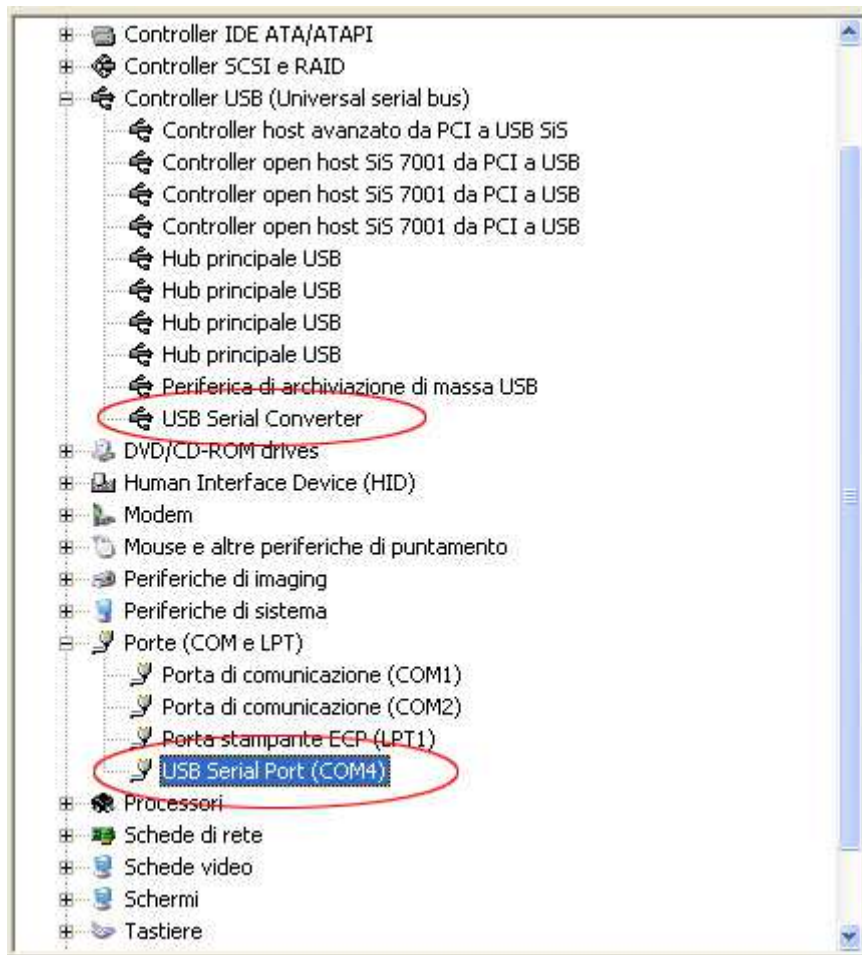 Controller IDE ATA/ATAPI
Controller SCSI e RAID
Controller USB (Universal serial bus)
Controller host avanzato da PCI a USB SiS
Controller open host SiS 7001 da PCI a USB
Controller open host SiS 7001 da PCI a USB
Controller open host SiS 7001 da PCI a USB
Hub principale USB
Hub principale USB
Hub principale USB
Hub principale USB
Periferica di archiviazione di massa USB
USB Serial Converter
DVD/CD-ROM drives
Human Interface Device (HID)
Modem
Mouse e altre periferiche di puntamento
Periferiche di imaging
Periferiche di sistema
Porte (COM e LPT)
Porta di comunicazione (COM1)
Porta di comunicazione (COM2)
Porta stampante ECP (LPT1)
USB Serial Port (COM4)
Processori
Schede di rete
Schede video
Schermi
Tastiere